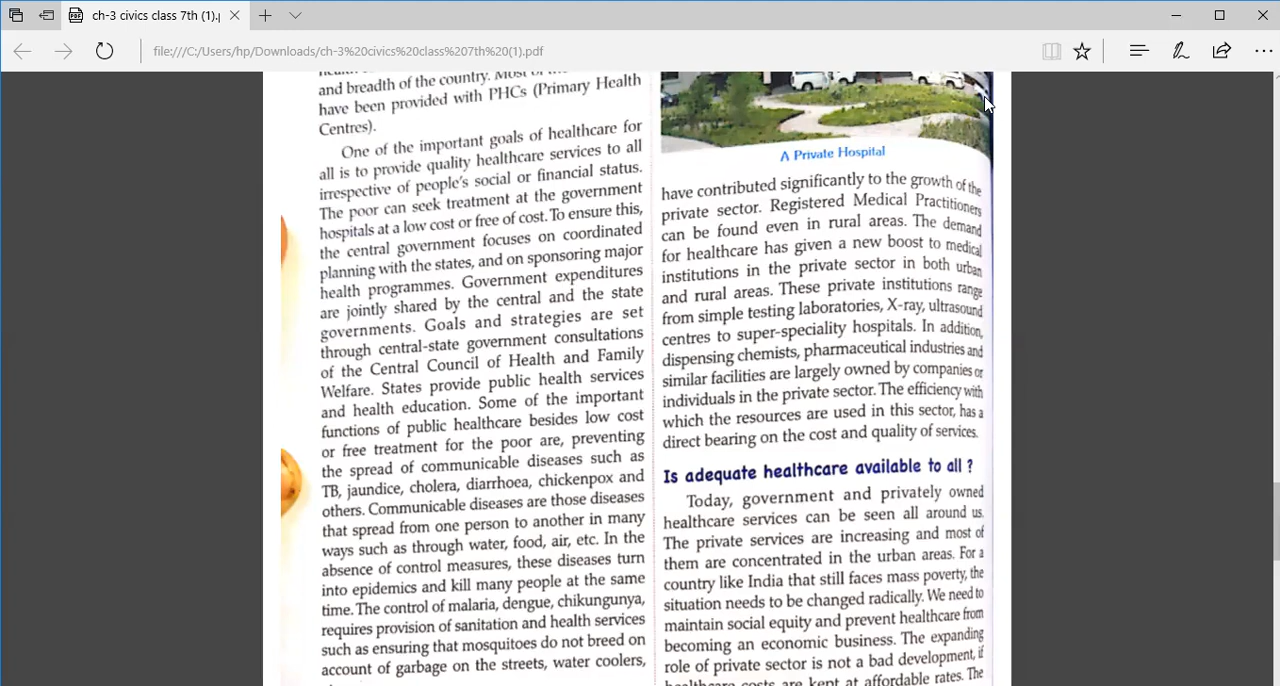 ch-3 civics class 7th (1).
file:///C:/Users/hp/Downloads/ch-3%20civics%20class%207th%20(1).pdf
and breadth of the country. Most of
have been provided with PHCs (Primary Health
Centres).
One of the important goals of healthcare for
all is to provide quality healthcare services to all
irrespective of people's social or financial status.
The poor can seek treatment at the government
hospitals at a low cost or free of cost. To ensure this,
the central government focuses on coordinated
planning with the states, and on sponsoring major
health programmes. Government expenditures
are jointly shared by the central and the state
governments. Goals and strategies are set
through central-state government consultations
of the Central Council of Health and Family
Welfare. States provide public health services
and health education. Some of the important
functions of public healthcare besides low cost
or free treatment for the poor are, preventing
the spread of communicable diseases such as
TB, jaundice, cholera, diarrhoea, chickenpox and
others. Communicable diseases are those diseases
that spread from one person to another in many
ways such as through water, food, air, etc. In the
absence of control measures, these diseases turn
into epidemics and kill many people at the same
time. The control of malaria, dengue, chikungunya,
requires provision of sanitation and health services
such as ensuring that mosquitoes do not breed on
account of garbage on the streets, water coolers,
A Private Hospital
have contributed significantly to the growth of the
private sector. Registered Medical Practitioners
can be found even in rural areas. The demand
for healthcare has given a new boost to medical
institutions in the private sector in both urban
and rural areas. These private institutions range
from simple testing laboratories, X-ray, ultrasound
centres to super-speciality hospitals. In addition,
dispensing chemists, pharmaceutical industries and
similar facilities are largely owned by companies or
individuals in the private sector. The efficiency with
which the resources are used in this sector, has a
direct bearing on the cost and quality of services.
Is adequate healthcare available to all ?
Today, government and privately owned
healthcare services can be seen all around us.
The private services are increasing and most of
them are concentrated in the urban areas. For a
country like India that still faces mass poverty, the
situation needs to be changed radically. We need to
maintain social equity and prevent healthcare from
becoming an economic business. The expanding
role of private sector is not a bad development, if
healthcare costs are kept at affordable rates. The